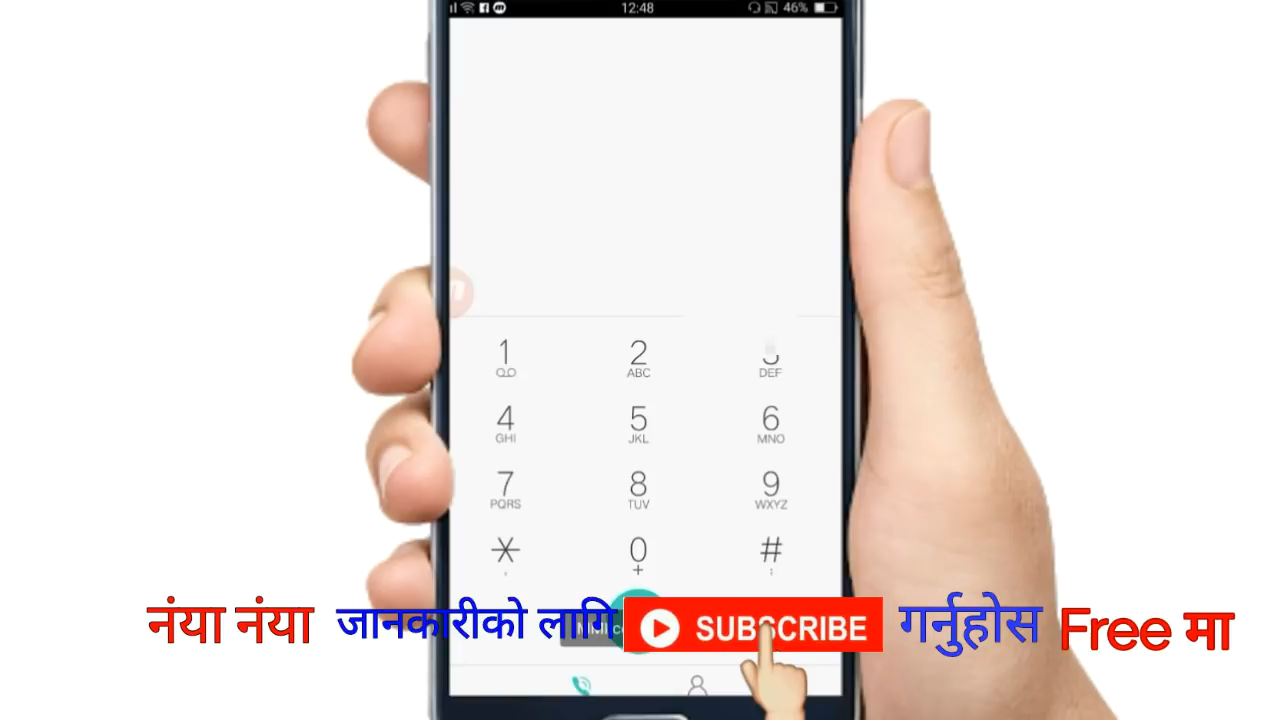 12:48 46%
1 2 3
ABC DEF
4 5 6
GHI JKL MNO
7 8 9
PQRS TUV WXYZ
* 0 #
, + ;
नंया नंया जानकारीको लागि SUBSCRIBE गर्नुहोस Free मा